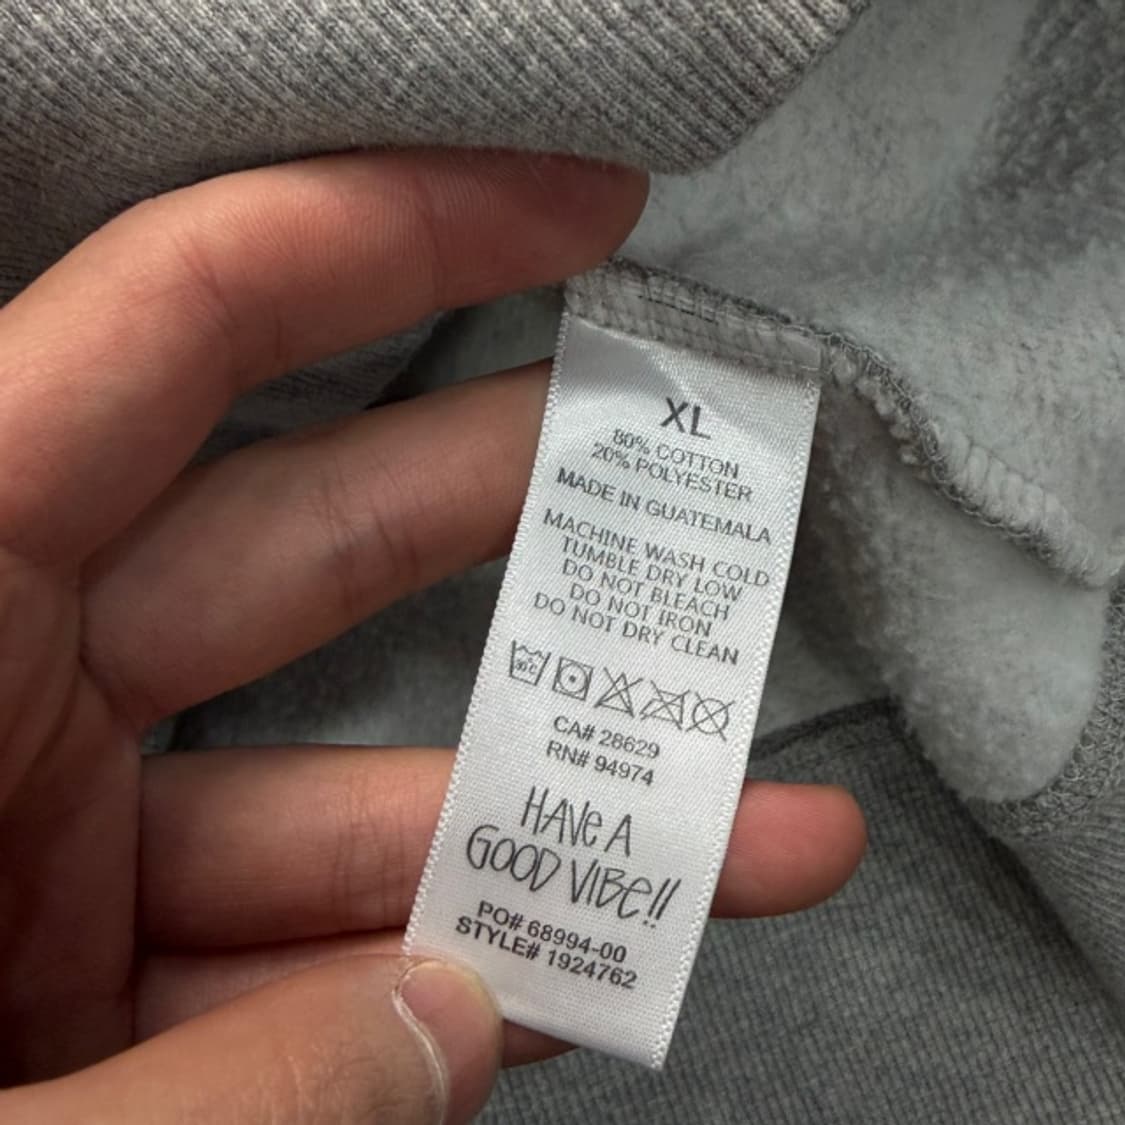 XL
80% COTTON
20% POLYESTER
MADE IN GUATEMALA
MACHINE WASH COLD
TUMBLE DRY LOW
DO NOT BLEACH
DO NOT IRON
DO NOT DRY CLEAN
30°C
CA# 28629
RN# 94974
HAVe A
GOOD VIBe!!
PO# 68994-00
STYLE# 1924762